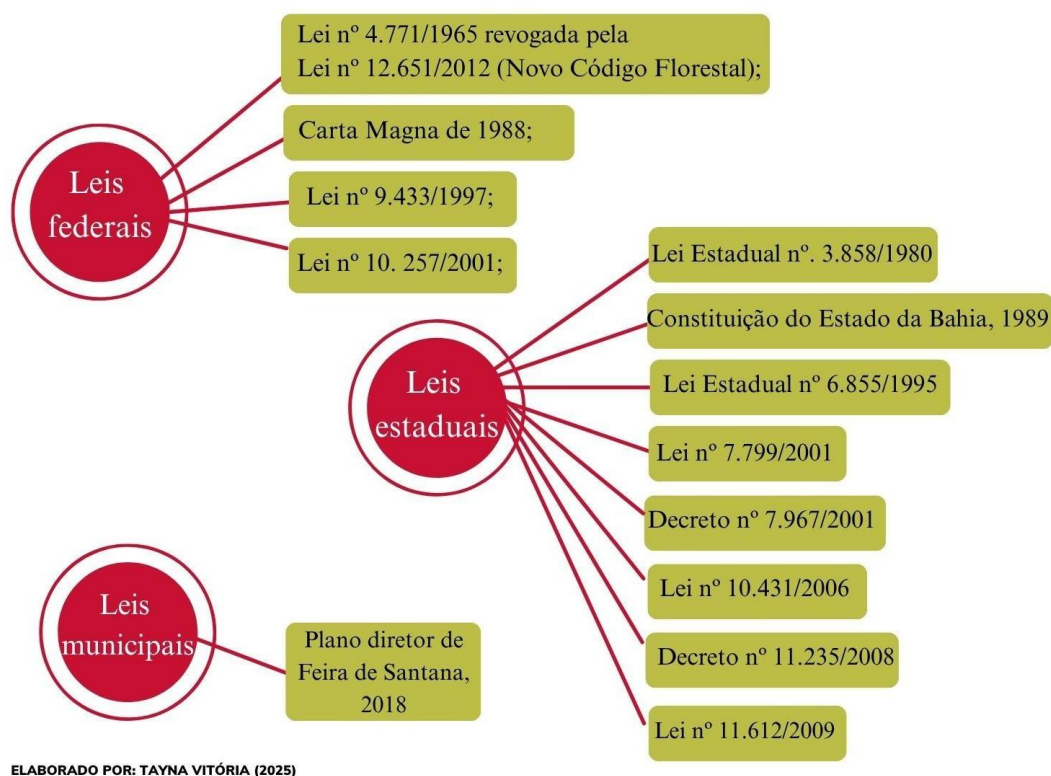 Leis
federais
Lei nº 4.771/1965 revogada pela
Lei nº 12.651/2012 (Novo Código Florestal);
Carta Magna de 1988;
Lei nº 9.433/1997;
Lei nº 10. 257/2001;
Leis
estaduais
Lei Estadual nº. 3.858/1980
Constituição do Estado da Bahia, 1989
Lei Estadual nº 6.855/1995
Lei nº 7.799/2001
Decreto nº 7.967/2001
Lei nº 10.431/2006
Decreto nº 11.235/2008
Lei nº 11.612/2009
Leis
municipais
Plano diretor de
Feira de Santana,
2018
ELABORADO POR: TAYNA VITÓRIA (2025)